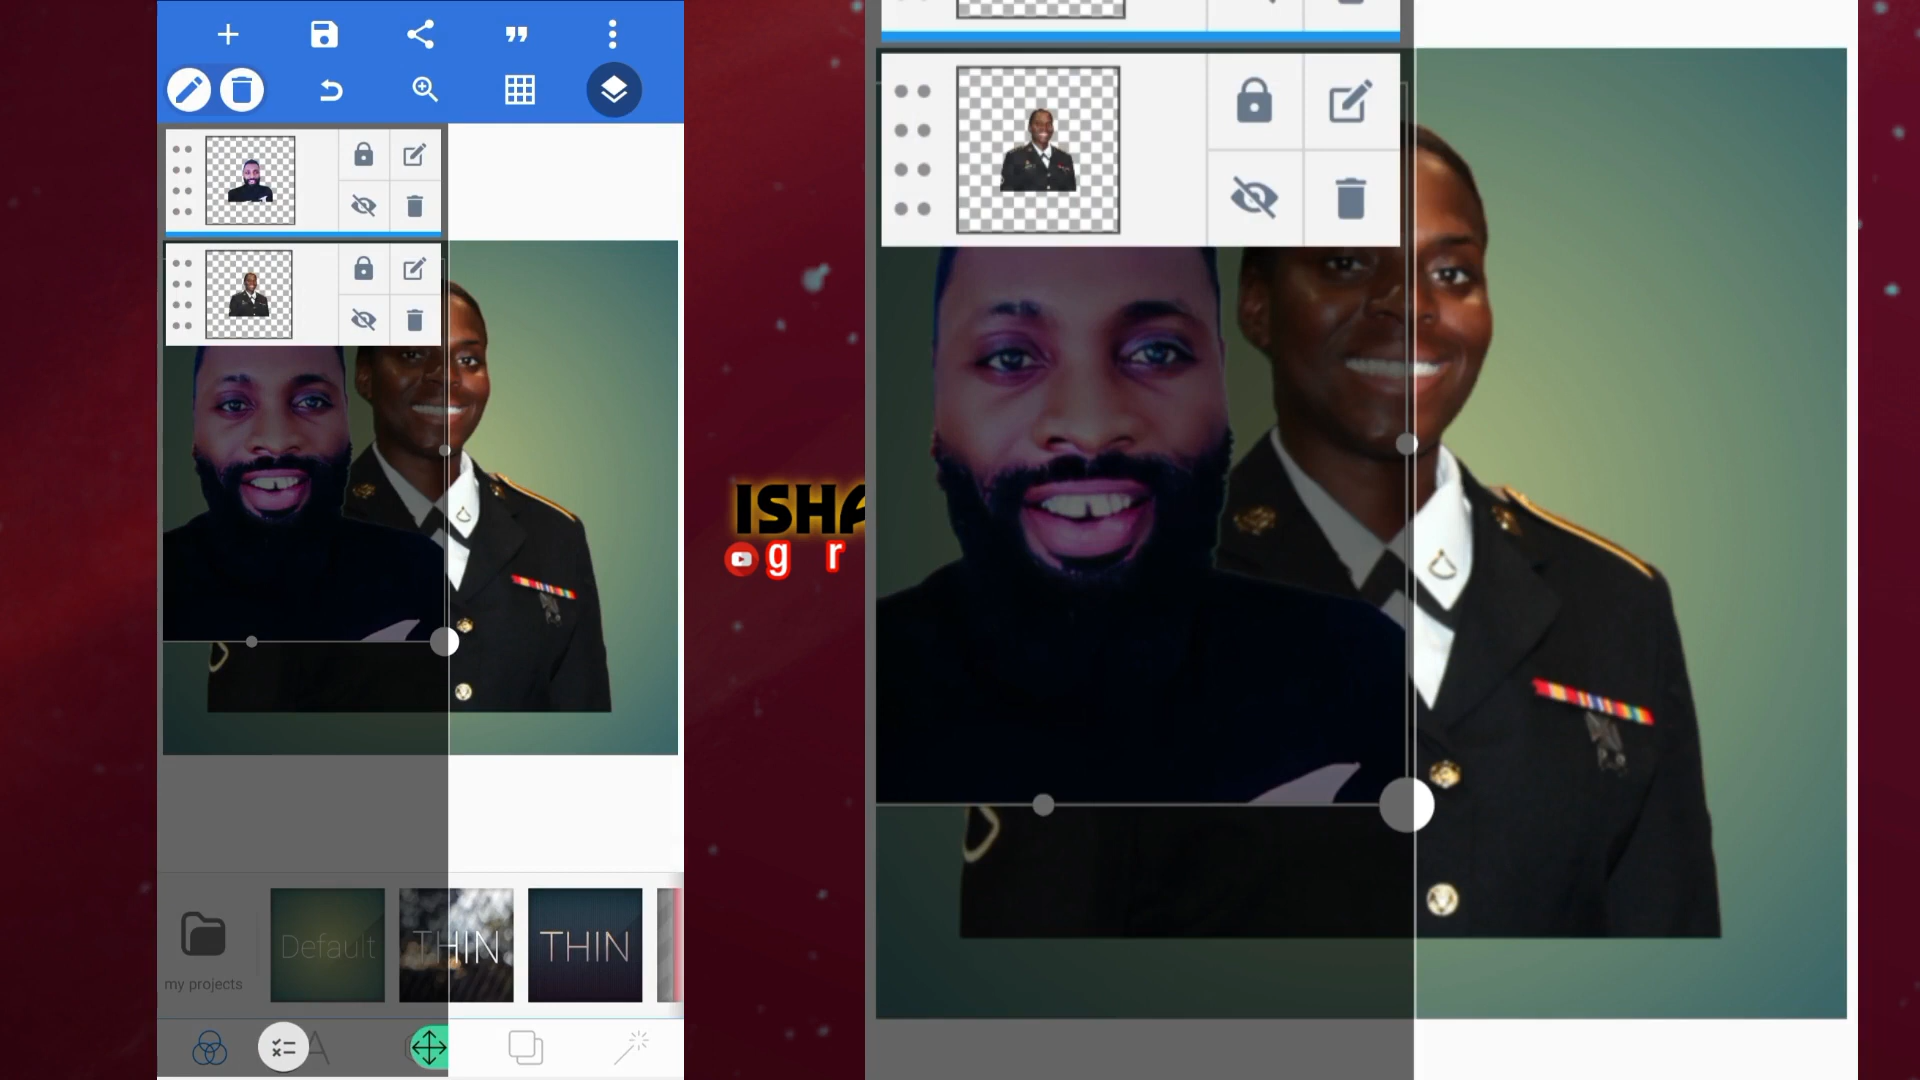 ISHA
g r
Default
THIN
THIN
my projects
A